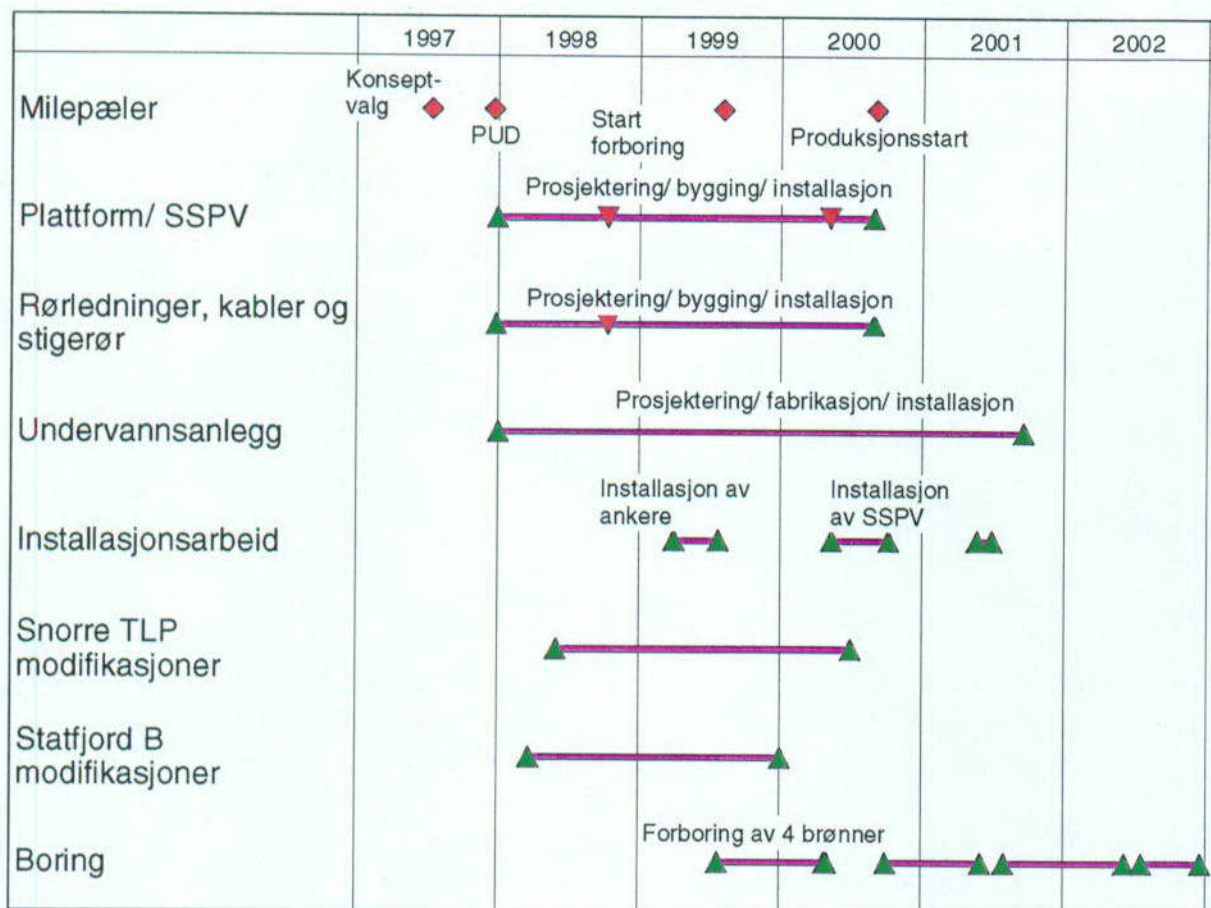 1997 1998 1999 2000 2001 2002
Milepæler
Konsept-
valg
PUD
Start
forboring
Produksjonsstart
Plattform/ SSPV
Prosjektering/ bygging/ installasjon
Rørledninger, kabler og
stigerør
Prosjektering/ bygging/ installasjon
Undervannsanlegg
Prosjektering/ fabrikasjon/ installasjon
Installasjonsarbeid
Installasjon av
ankere
Installasjon
av SSPV
Snorre TLP
modifikasjoner
Statfjord B
modifikasjoner
Boring
Forboring av 4 brønner